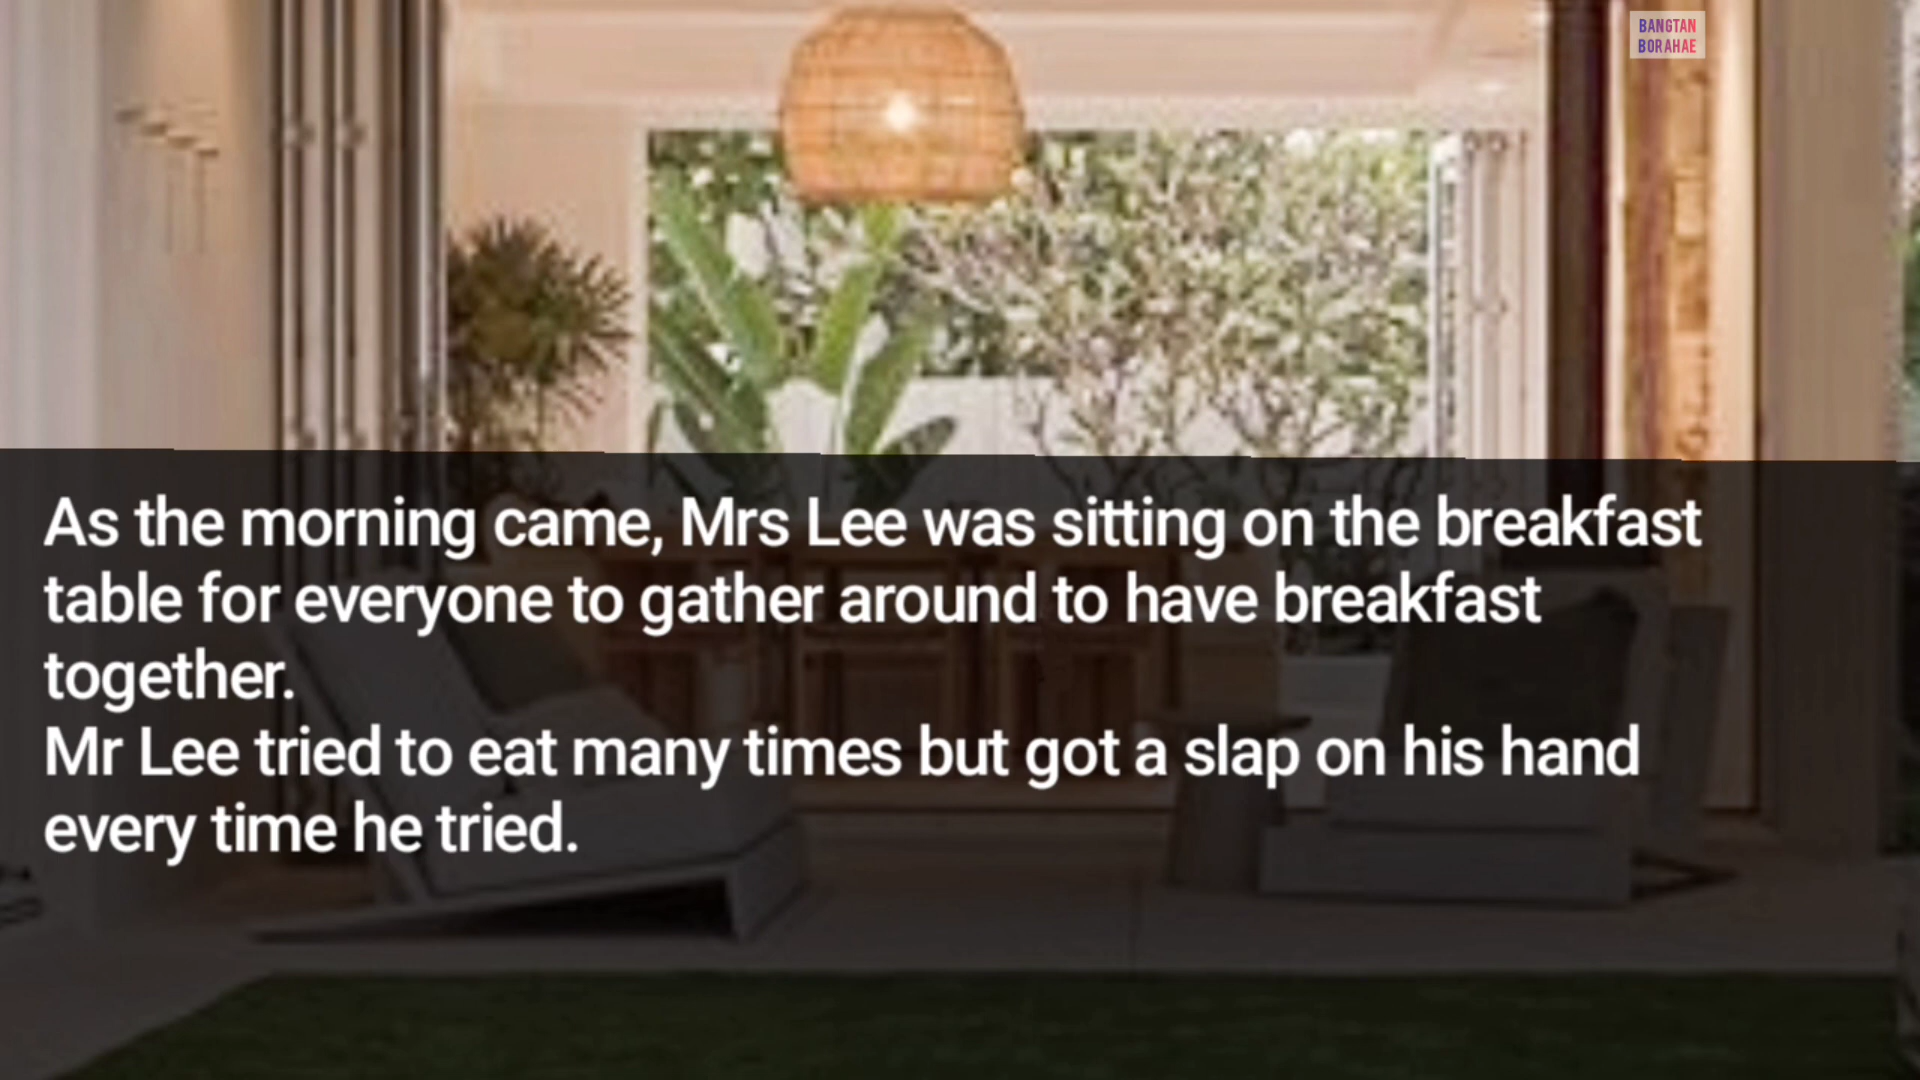 BANGTAN
BORAHAE
As the morning came, Mrs Lee was sitting on the breakfast
table for everyone to gather around to have breakfast
together.
Mr Lee tried to eat many times but got a slap on his hand
every time he tried.